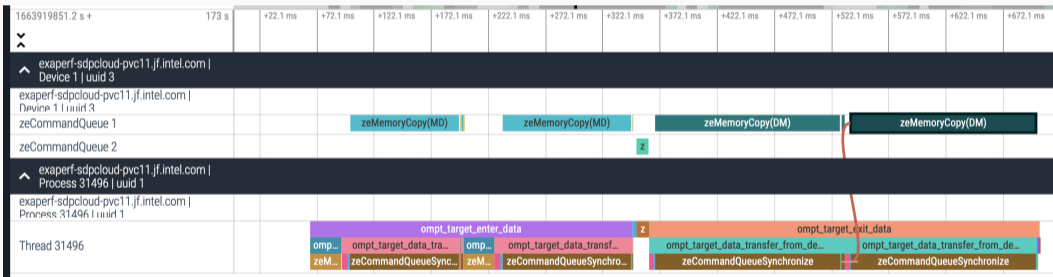 1663919851.2 s + 173 s +22.1 ms +72.1 ms +122.1 ms +172.1 ms +222.1 ms +272.1 ms +322.1 ms +372.1 ms +422.1 ms +472.1 ms +522.1 ms +572.1 ms +622.1 ms +672.1 ms
exaperf-sdpcloud-pvc11.jf.intel.com |
Device 1 | uuid 3
exaperf-sdpcloud-pvc11.jf.intel.com |
Device 1 | uuid 3
zeCommandQueue 1 zeMemoryCopy(MD) zeMemoryCopy(MD) zeMemoryCopy(DM) zeMemoryCopy(DM)
zeCommandQueue 2 z
exaperf-sdpcloud-pvc11.jf.intel.com |
Process 31496 | uuid 1
exaperf-sdpcloud-pvc11.jf.intel.com |
Process 31496 | uuid 1
ompt_target_enter_data z ompt_target_exit_data
Thread 31496 omp... ompt_target_data_tra... omp... ompt_target_data_transf... ompt_target_data_transfer_from_de... ompt_target_data_transfer_from_de...
zeM... zeCommandQueueSync... zeM... zeCommandQueueSynchro... zeCommandQueueSynchronize zeCommandQueueSynchronize